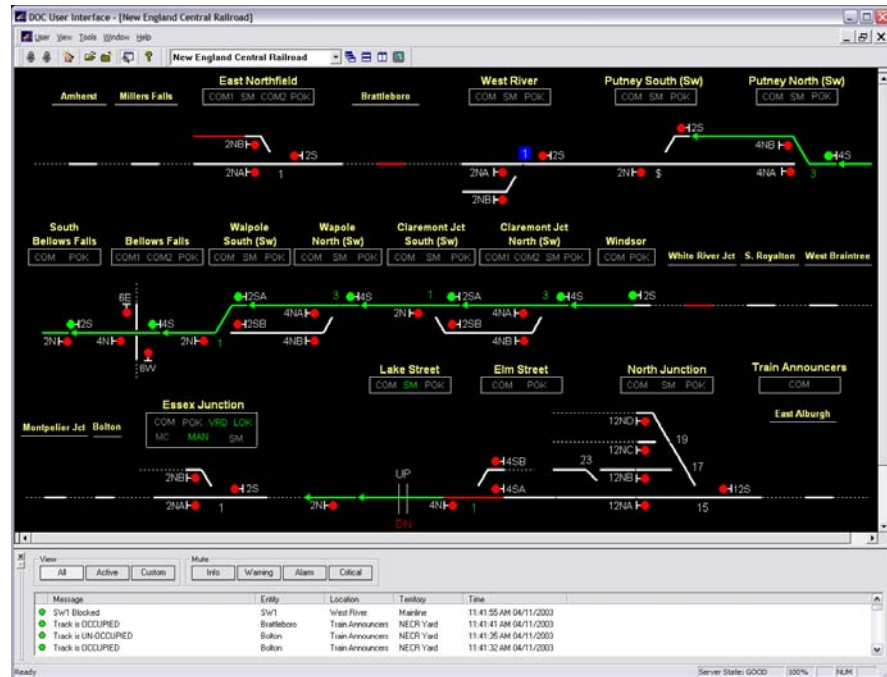 DOC User Interface - [New England Central Railroad]
User View Tools Window Help
New England Central Railroad
East Northfield West River Putney South (Sw) Putney North (Sw)
Amherst Millers Falls COM1 SM COM2 POK Brattleboro COM SM POK COM SM POK COM SM POK
2NB 2S 1 2S 2S 4NB 4S
2NA 1 2NA 2N $ 4NA 3
2NB
South Walpole Wapole Claremont Jct Claremont Jct
Bellows Falls Bellows Falls South (Sw) North (Sw) South (Sw) North (Sw) Windsor
COM POK COM1 COM2 POK COM SM POK COM SM POK COM SM POK COM1 COM2 SM POK COM POK White River Jct S. Royalton West Braintree
6E 2SA 3 4S 1 2SA 3 4S 2S
2S 4S 2SB 4NA 2N 2SB 4NA
2N 4N 2N 1 4NB 4NB
6W
Lake Street Elm Street North Junction Train Announcers
COM SM POK COM POK COM SM POK COM
Essex Junction
Montpelier Jct Bolton COM POK VRD LOK East Alburgh
MC MAN SM
12ND 19
12NC
2NB UP 4SB 23 17
2S 4SA 12NB 12S
2NA 1 2N 4N 1 12NA 15
DN
View Mute
All Active Custom Info Warning Alarm Critical
Message Entity Location Territory Time
SW1 Blocked SW1 West River Mainline 11:41:55 AM 04/11/2003
Track is OCCUPIED Brattleboro Train Announcers NECR Yard 11:41:41 AM 04/11/2003
Track is UN-OCCUPIED Bolton Train Announcers NECR Yard 11:41:35 AM 04/11/2003
Track is OCCUPIED Bolton Train Announcers NECR Yard 11:41:32 AM 04/11/2003
Ready Server State: GOOD 100% NUM